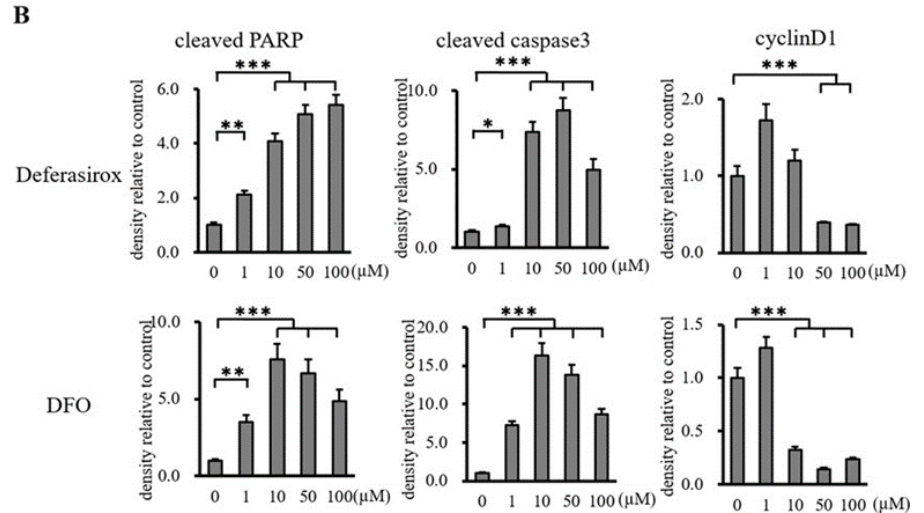 B
cleaved PARP
cleaved caspase3
cyclinD1
Deferasirox
density relative to control
6.0
4.0
2.0
0.0
***
**
0 1 10 50 100 (μM)
density relative to control
10.0
5.0
0.0
***
*
0 1 10 50 100 (μM)
density relative to control
2.0
1.0
0.0
***
0 1 10 50 100 (μM)
DFO
density relative to control
10.0
5.0
0.0
***
**
0 1 10 50 100 (μM)
density relative to control
20.0
15.0
10.0
5.0
0.0
***
0 1 10 50 100 (μM)
density relative to control
1.5
1.0
0.5
0.0
***
0 1 10 50 100 (μM)